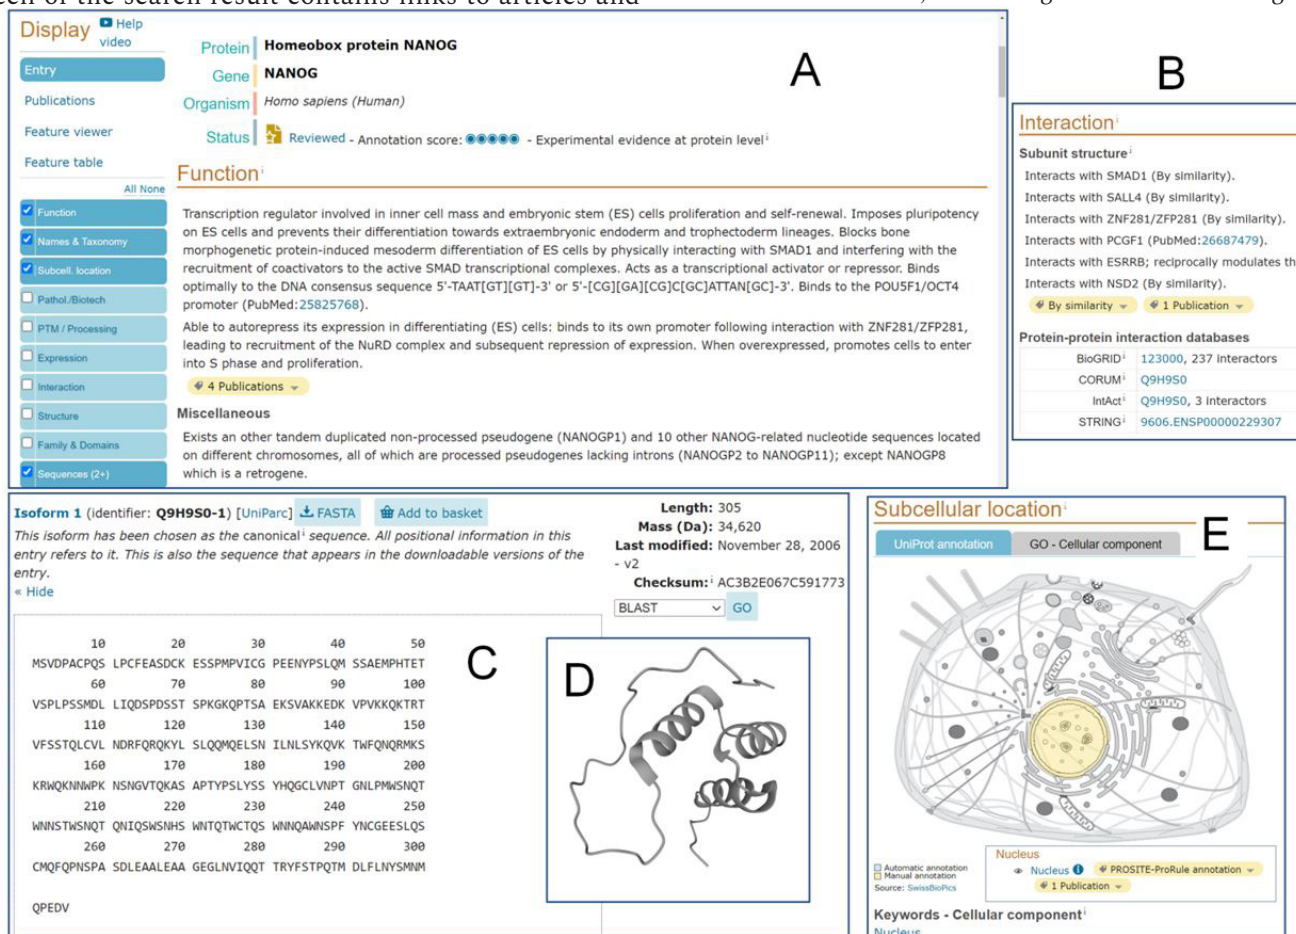 een of the search result contains links to articles and
Display
Help
video
Entry
Publications
Feature viewer
Feature table
All None
Function
Names & Taxonomy
Subcell. location
Pathol./Biotech
PTM / Processing
Expression
Interaction
Structure
Family & Domains
Sequences (2+)
A
Protein Homeobox protein NANOG
Gene NANOG
Organism Homo sapiens (Human)
Status Reviewed - Annotation score: - Experimental evidence at protein level i
Function i
Transcription regulator involved in inner cell mass and embryonic stem (ES) cells proliferation and self-renewal. Imposes pluripotency
on ES cells and prevents their differentiation towards extraembryonic endoderm and trophectoderm lineages. Blocks bone
morphogenetic protein-induced mesoderm differentiation of ES cells by physically interacting with SMAD1 and interfering with the
recruitment of coactivators to the active SMAD transcriptional complexes. Acts as a transcriptional activator or repressor. Binds
optimally to the DNA consensus sequence 5'-TAAT[GT][GT]-3' or 5'-[CG][GA][CG]C[GC]ATTAN[GC]-3'. Binds to the POU5F1/OCT4
promoter (PubMed:25825768).
Able to autorepress its expression in differentiating (ES) cells: binds to its own promoter following interaction with ZNF281/ZFP281,
leading to recruitment of the NuRD complex and subsequent repression of expression. When overexpressed, promotes cells to enter
into S phase and proliferation.
4 Publications
Miscellaneous
Exists an other tandem duplicated non-processed pseudogene (NANOGP1) and 10 other NANOG-related nucleotide sequences located
on different chromosomes, all of which are processed pseudogenes lacking introns (NANOGP2 to NANOGP11); except NANOGP8
which is a retrogene.
B
Interaction i
Subunit structure i
Interacts with SMAD1 (By similarity).
Interacts with SALL4 (By similarity).
Interacts with ZNF281/ZFP281 (By similarity).
Interacts with PCGF1 (PubMed:26687479).
Interacts with ESRRB; reciprocally modulates th
Interacts with NSD2 (By similarity).
By similarity 1 Publication
Protein-protein interaction databases
BioGRID i 123000, 237 interactors
CORUM i Q9H9S0
IntAct i Q9H9S0, 3 interactors
STRING i 9606.ENSP00000229307
Isoform 1 (identifier: Q9H9S0-1) [UniParc] FASTA Add to basket
This isoform has been chosen as the canonical i sequence. All positional information in this
entry refers to it. This is also the sequence that appears in the downloadable versions of the
entry.
« Hide
Length: 305
Mass (Da): 34,620
Last modified: November 28, 2006
- v2
Checksum: i AC3B2E067C591773
BLAST GO
10 20 30 40 50
MSVDPACPQS LPCFEASDCK ESSPMPVICG PEENYPSLQM SSAEMPHTET
60 70 80 90 100
VSPLPSSMDL LIQDSPDSST SPKGKQPTSA EKSVAKKEDK VPVKKQKTRT
110 120 130 140 150
VFSSTQLCVL NDRFQRQKYL SLQQMQELSN ILNLSYKQVK TWFQNQRMKS
160 170 180 190 200
KRWQKNNWPK NSNGVTQKAS APTYPSLYSS YHQGCLVNPT GNLPMWSNQT
210 220 230 240 250
WNNSTWSNQT QNIQSWSNHS WNTQTWCTQS WNNQAWNSPF YNCGEESLQS
260 270 280 290 300
CMQFQPNSPA SDLEAALEAA GEGLNVIQQT TRYFSTPQTM DLFLNYSMNM
QPEDV
C
D
Subcellular location i
E
UniProt annotation GO - Cellular component
Automatic annotation
Manual annotation
Source: SwissBioPics
Nucleus
Nucleus PROSITE-ProRule annotation
1 Publication
Keywords - Cellular component i
Nucleus